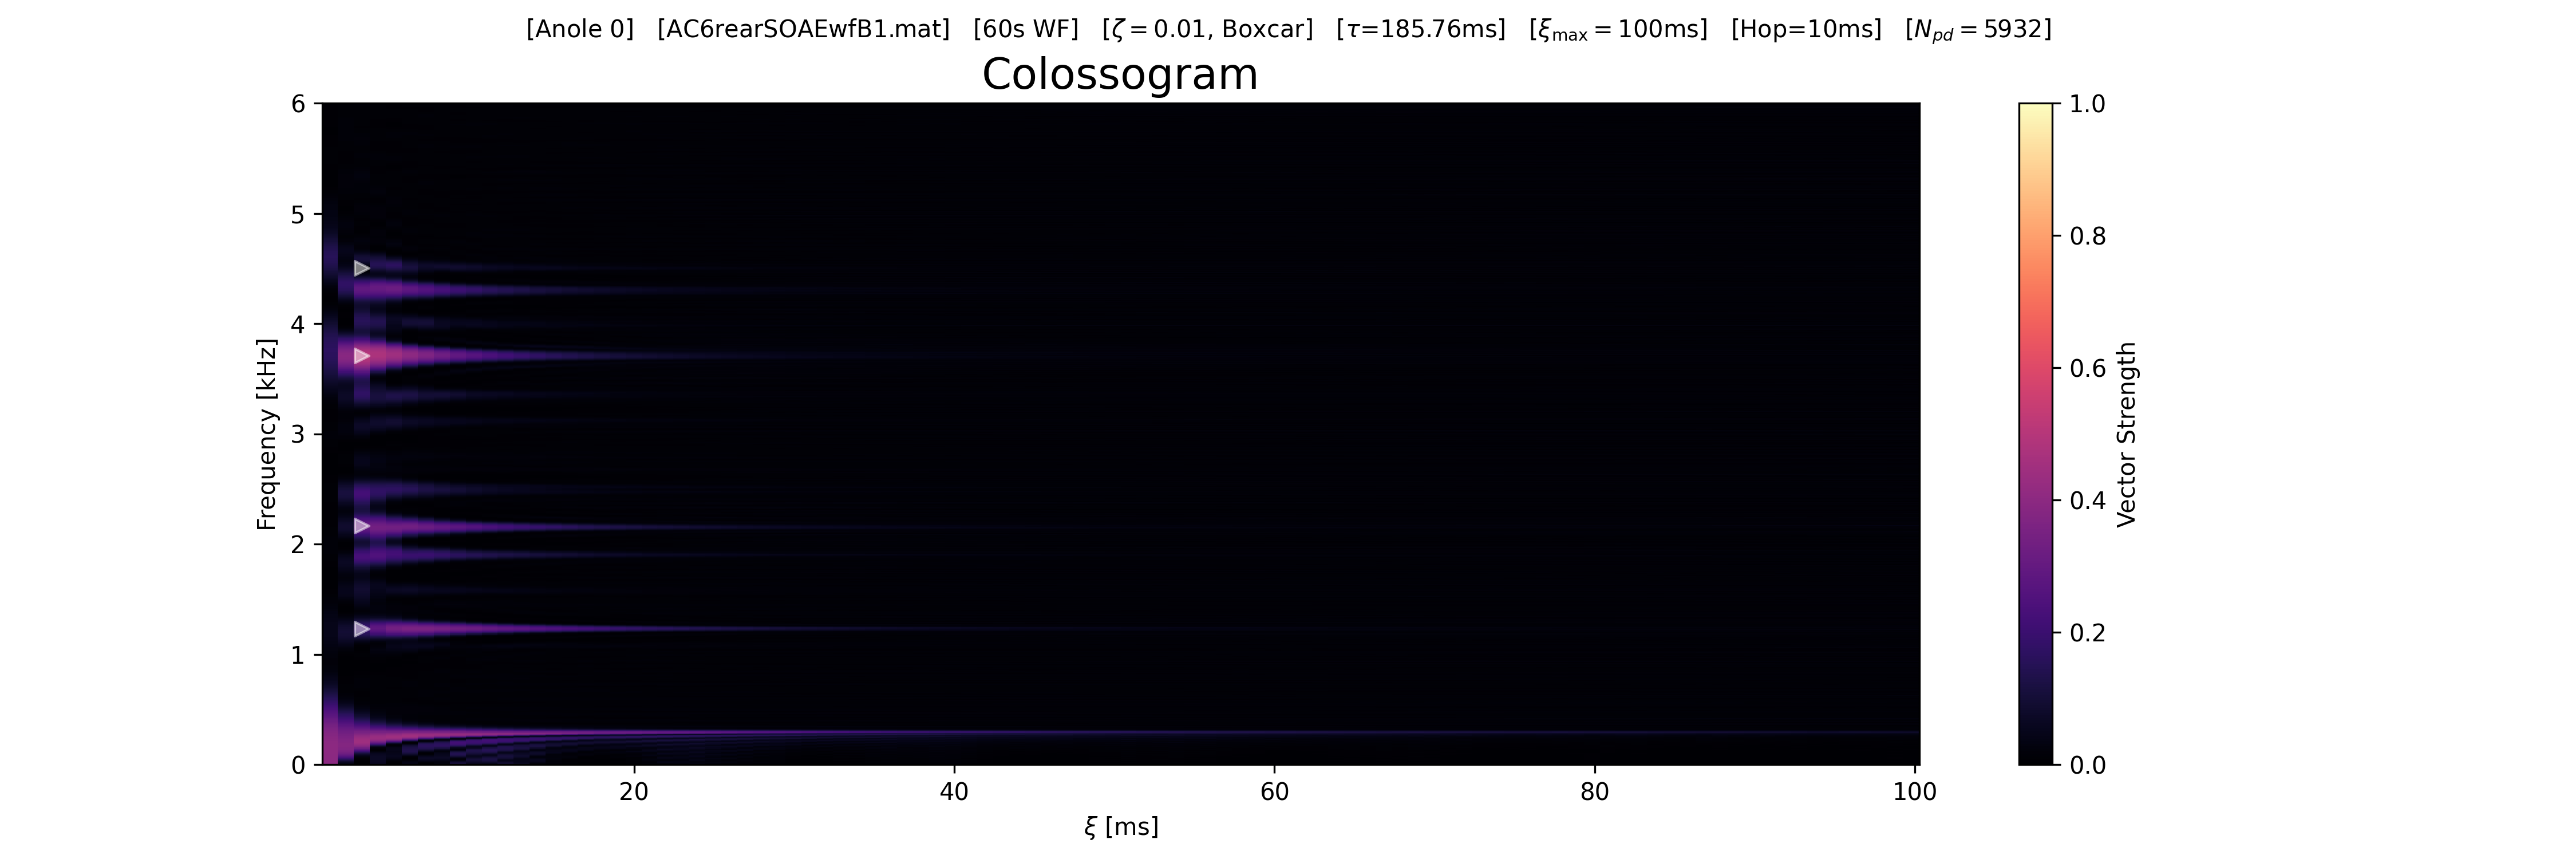 [Anole 0] [AC6rearSOAEwfB1.mat] [60s WF] [ζ = 0.01, Boxcar] [τ=185.76ms] [ξmax = 100ms] [Hop=10ms] [Npd = 5932]
Colossogram
6
5
4
3
2
1
0
Frequency [kHz]
20 40 60 80 100
ξ [ms]
1.0
0.8
0.6
0.4
0.2
0.0
Vector Strength